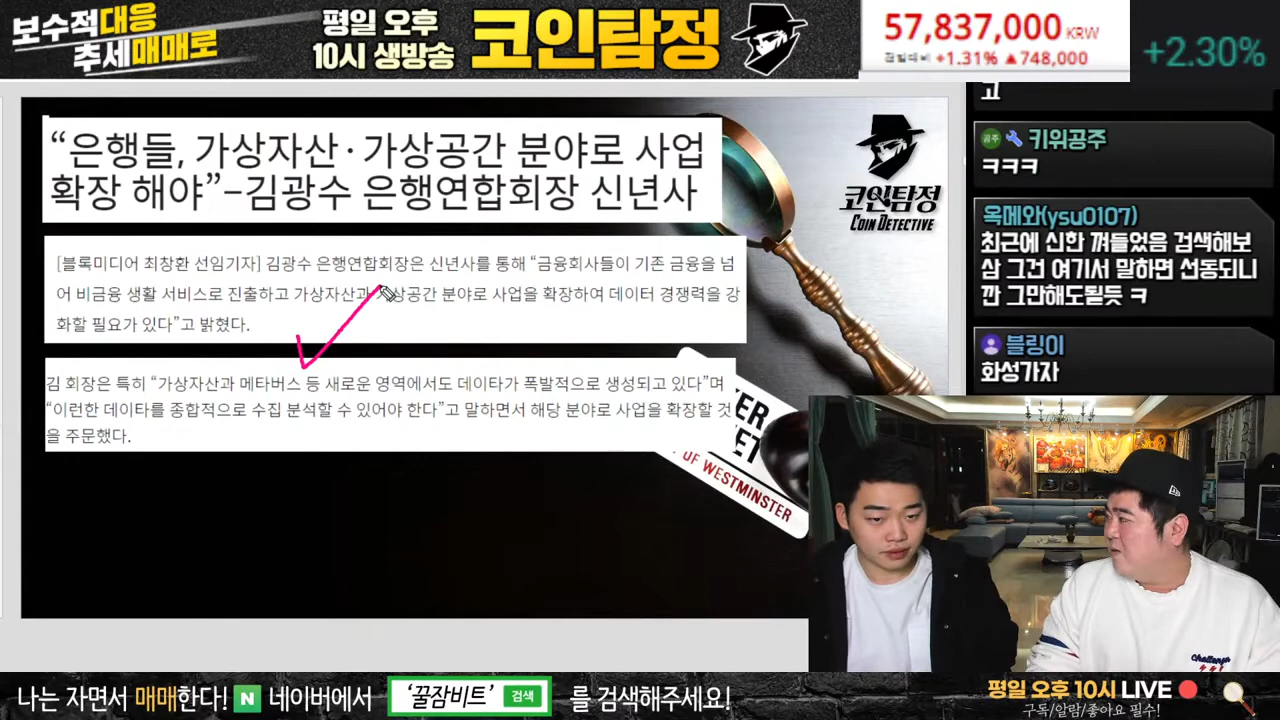 보수적대응
추세매매로
평일 오후
10시 생방송
코인탐정
57,837,000 KRW
전일대비 +1.31% ▲748,000
+2.30%
“은행들, 가상자산·가상공간 분야로 사업
확장 해야”–김광수 은행연합회장 신년사
[블록미디어 최창환 선임기자] 김광수 은행연합회장은 신년사를 통해 “금융회사들이 기존 금융을 넘
어 비금융 생활 서비스로 진출하고 가상자산과 가상공간 분야로 사업을 확장하여 데이터 경쟁력을 강
화할 필요가 있다”고 밝혔다.
김 회장은 특히 “가상자산과 메타버스 등 새로운 영역에서도 데이터가 폭발적으로 생성되고 있다”며
“이런한 데이타를 종합적으로 수집 분석할 수 있어야 한다”고 말하면서 해당 분야로 사업을 확장할 것
을 주문했다.
코인탐정
COIN DETECTIVE
OF WESTMINSTER
고
공주 키위공주
ㅋㅋㅋ
옥메와(ysu0107)
최근에 신한 껴들었음 검색해보
삼 그건 여기서 말하면 선동되니
깐 그만해도될듯 ㅋ
블링이
화성가자
나는 자면서 매매한다! N 네이버에서 ‘꿀잠비트’ 검색 를 검색해주세요!
평일 오후 10시 LIVE
구독/알람/좋아요 필수!